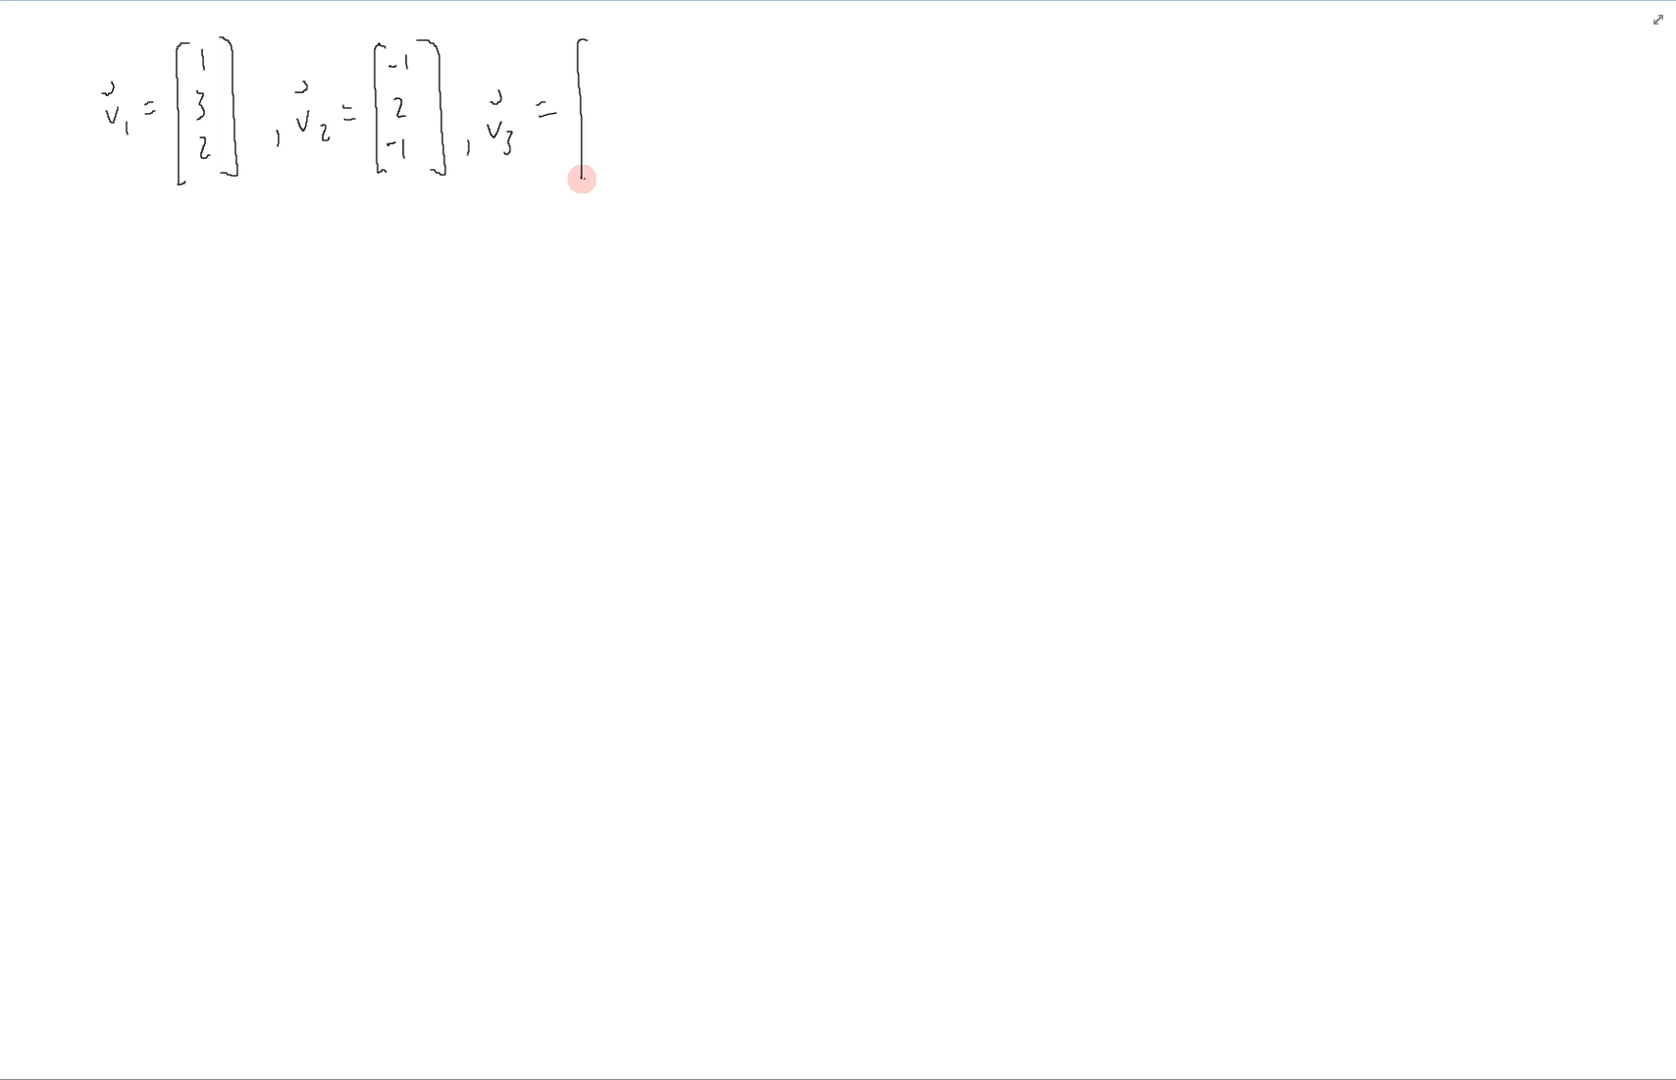 v⃗₁ = [1 3 2], v⃗₂ = [-1 2 -1], v⃗₃ = [